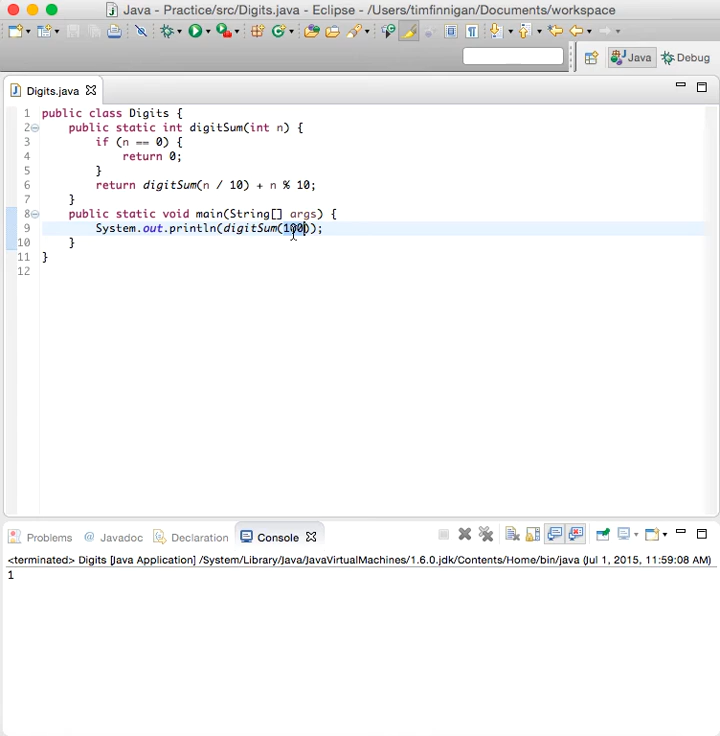 Java - Practice/src/Digits.java - Eclipse - /Users/timfinnigan/Documents/workspace
Java Debug
Digits.java
1 public class Digits {
2 public static int digitSum(int n) {
3 if (n == 0) {
4 return 0;
5 }
6 return digitSum(n / 10) + n % 10;
7 }
8 public static void main(String[] args) {
9 System.out.println(digitSum(100));
10 }
11 }
12
Problems @ Javadoc Declaration Console
<terminated> Digits [Java Application] /System/Library/Java/JavaVirtualMachines/1.6.0.jdk/Contents/Home/bin/java (Jul 1, 2015, 11:59:08 AM)
1